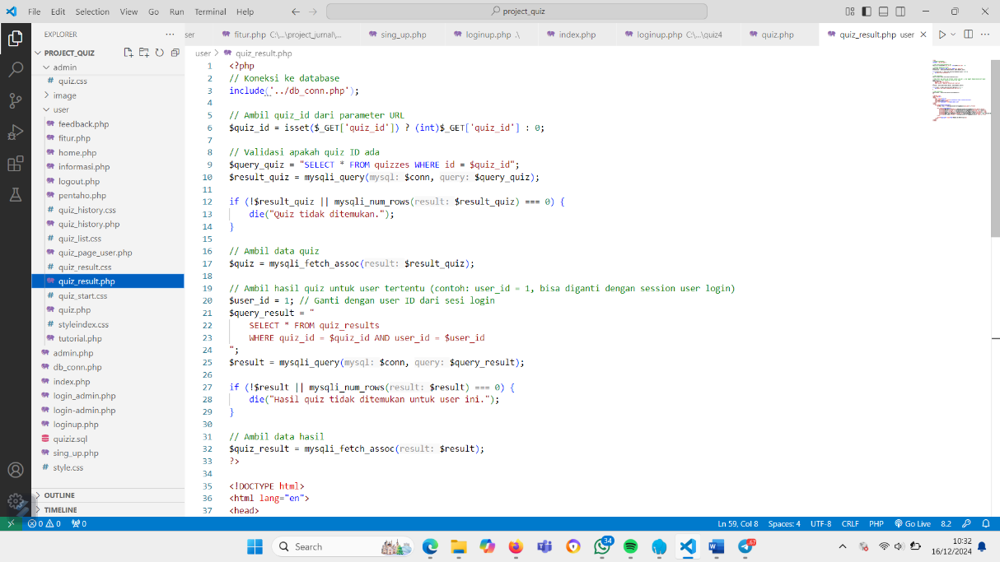 File Edit Selection View Go Run Terminal Help
project_quiz
EXPLORER
ser
fitur.php C:\...\project_jurnal\...
sing_up.php
loginup.php .\
index.php
loginup.php C:\...\quiz4
quiz.php
quiz_result.php user
PROJECT_QUIZ
admin
quiz.css
image
user
feedback.php
fitur.php
home.php
informasi.php
logout.php
pentaho.php
quiz_history.css
quiz_history.php
quiz_list.css
quiz_page_user.php
quiz_result.css
quiz_result.php
quiz_start.css
quiz.php
styleindex.css
tutorial.php
admin.php
db_conn.php
index.php
login_admin.php
login-admin.php
loginup.php
quiziz.sql
sing_up.php
style.css
OUTLINE
TIMELINE
user > quiz_result.php
1 <?php
2 // Koneksi ke database
3 include('../db_conn.php');
4
5 // Ambil quiz_id dari parameter URL
6 $quiz_id = isset($_GET['quiz_id']) ? (int)$_GET['quiz_id'] : 0;
7
8 // Validasi apakah quiz ID ada
9 $query_quiz = "SELECT * FROM quizzes WHERE id = $quiz_id";
10 $result_quiz = mysqli_query(mysql: $conn, query: $query_quiz);
11
12 if (!$result_quiz || mysqli_num_rows(result: $result_quiz) === 0) {
13 die("Quiz tidak ditemukan.");
14 }
15
16 // Ambil data quiz
17 $quiz = mysqli_fetch_assoc(result: $result_quiz);
18
19 // Ambil hasil quiz untuk user tertentu (contoh: user_id = 1, bisa diganti dengan session user login)
20 $user_id = 1; // Ganti dengan user ID dari sesi login
21 $query_result = "
22 SELECT * FROM quiz_results
23 WHERE quiz_id = $quiz_id AND user_id = $user_id
24 ";
25 $result = mysqli_query(mysql: $conn, query: $query_result);
26
27 if (!$result || mysqli_num_rows(result: $result) === 0) {
28 die("Hasil quiz tidak ditemukan untuk user ini.");
29 }
30
31 // Ambil data hasil
32 $quiz_result = mysqli_fetch_assoc(result: $result);
33 ?>
34
35 <!DOCTYPE html>
36 <html lang="en">
37 <head>
0 0 0 Ln 59, Col 8 Spaces: 4 UTF-8 CRLF PHP Go Live 8.2
Search
34
10:32
16/12/2024